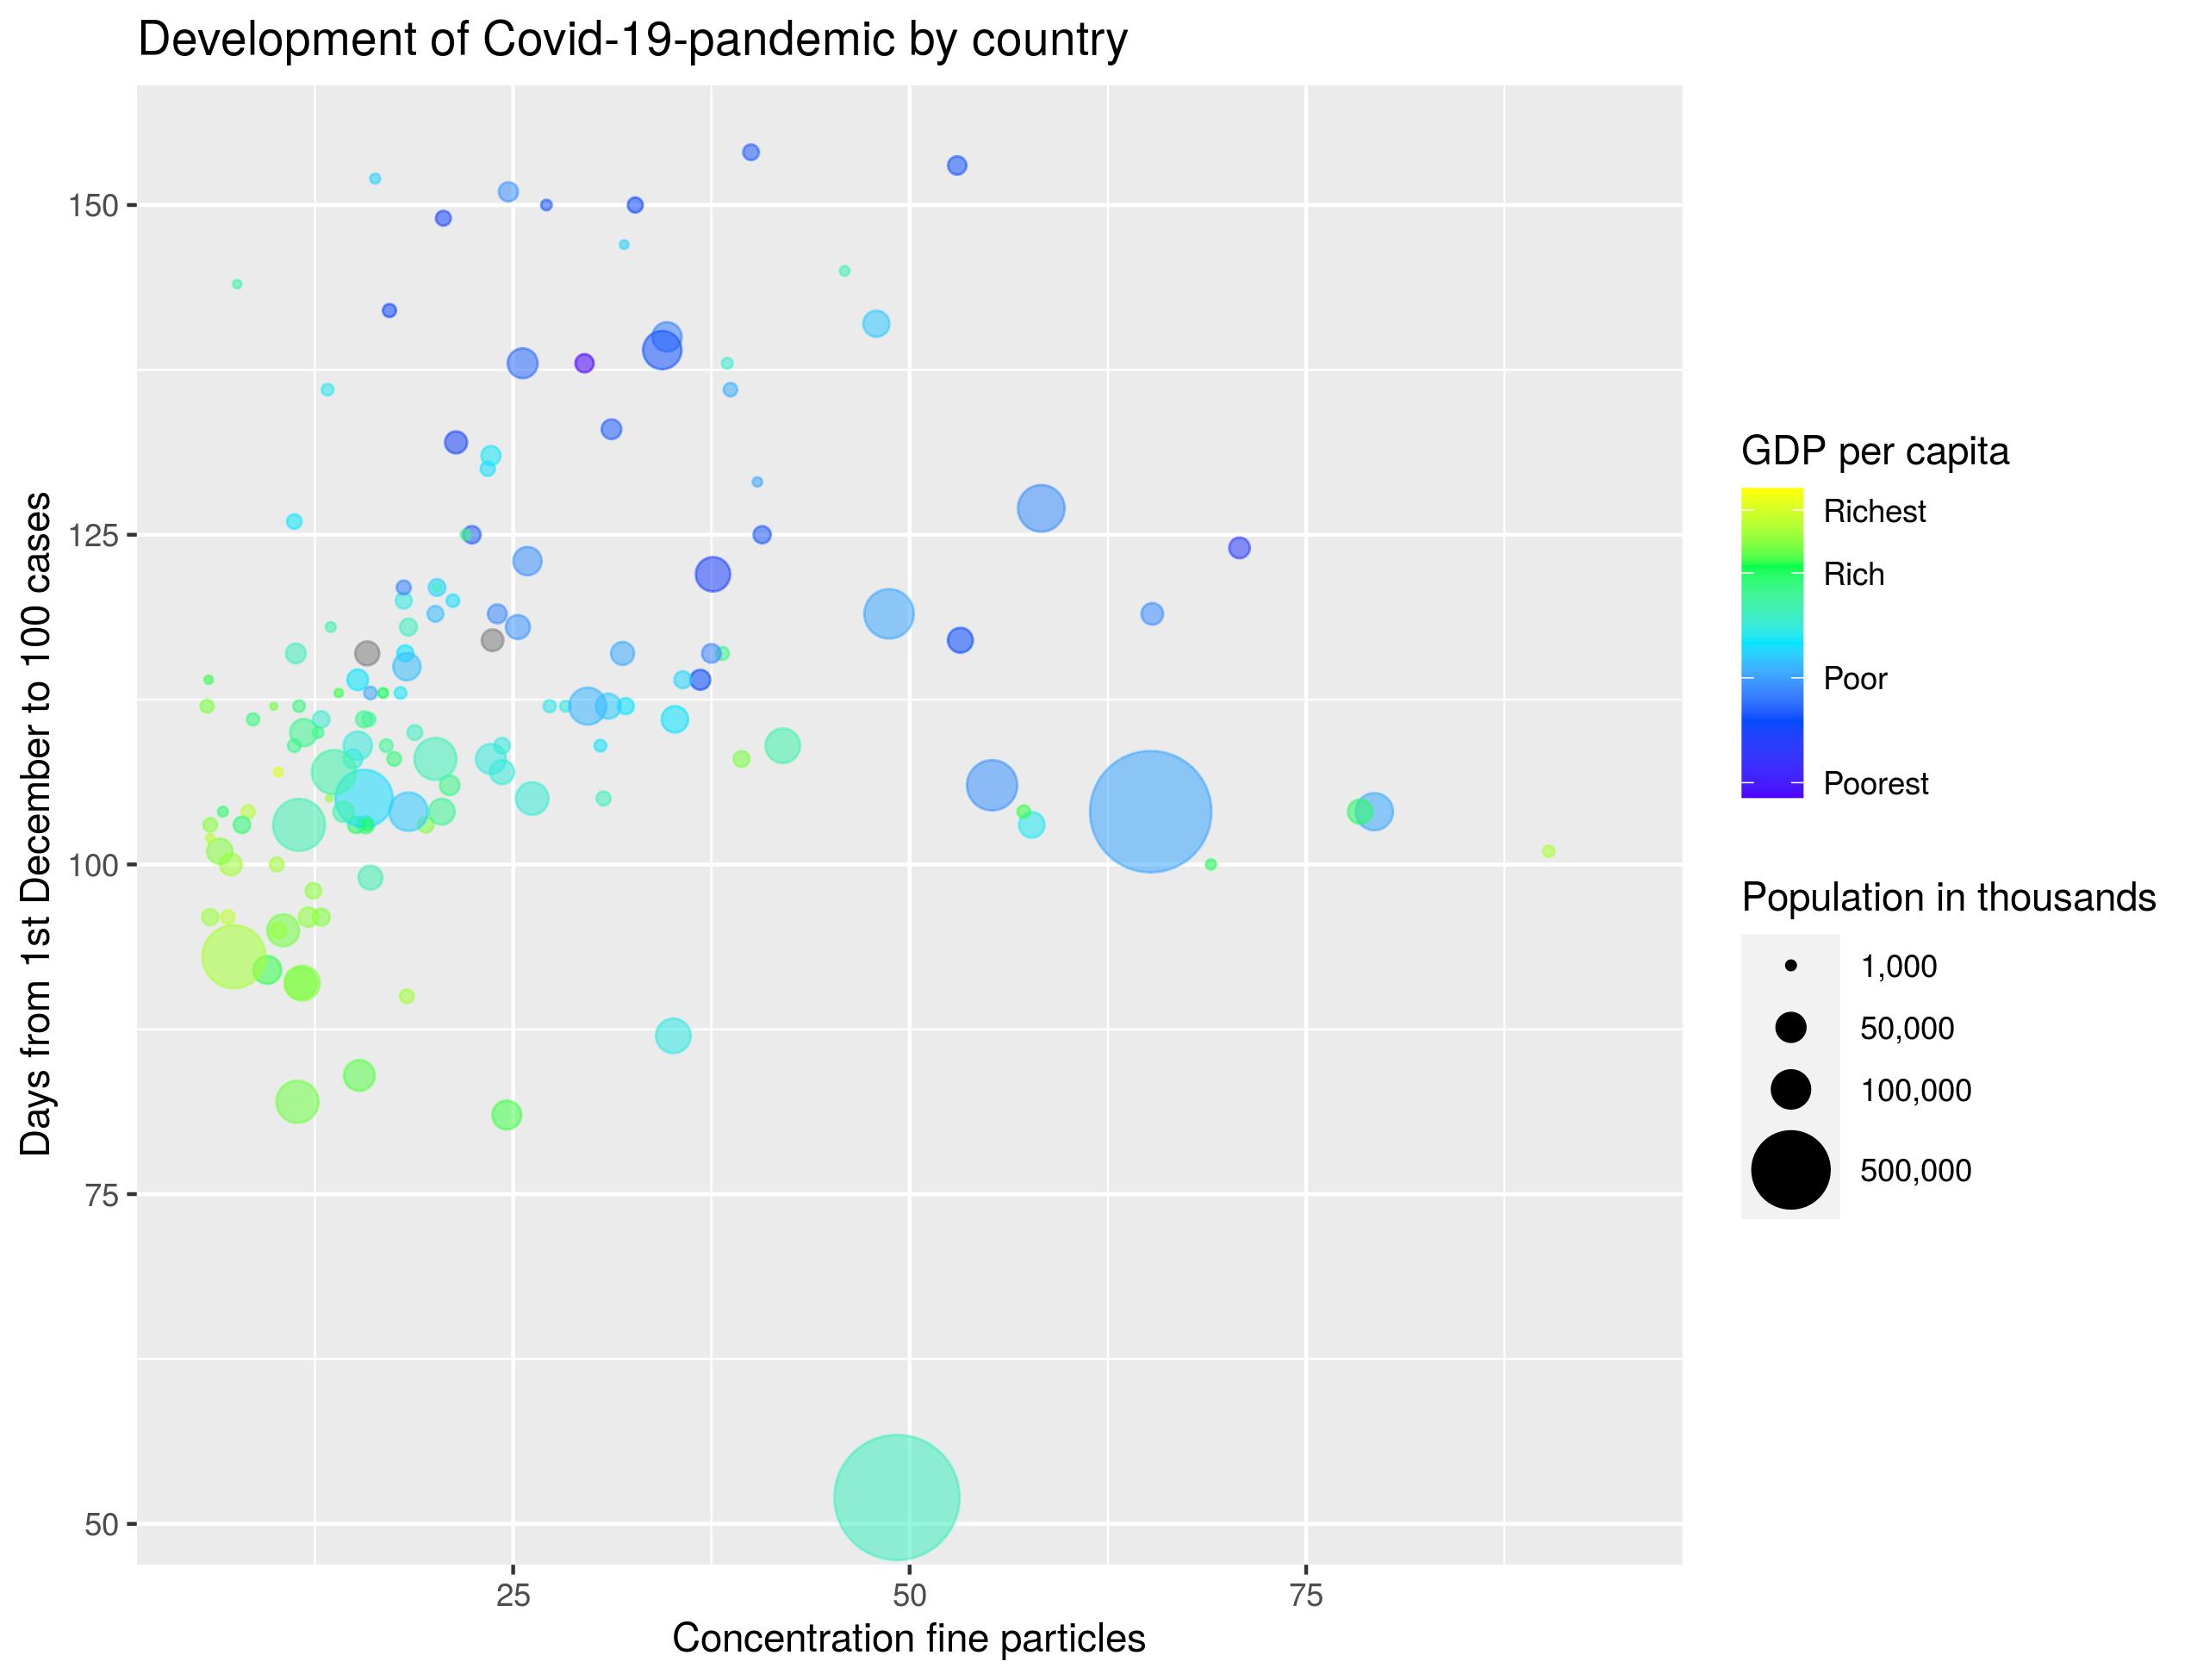 Development of Covid-19-pandemic by country
Days from 1st December to 100 cases
150
125
100
75
50
25
50
75
Concentration fine particles
GDP per capita
Richest
Rich
Poor
Poorest
Population in thousands
1,000
50,000
100,000
500,000